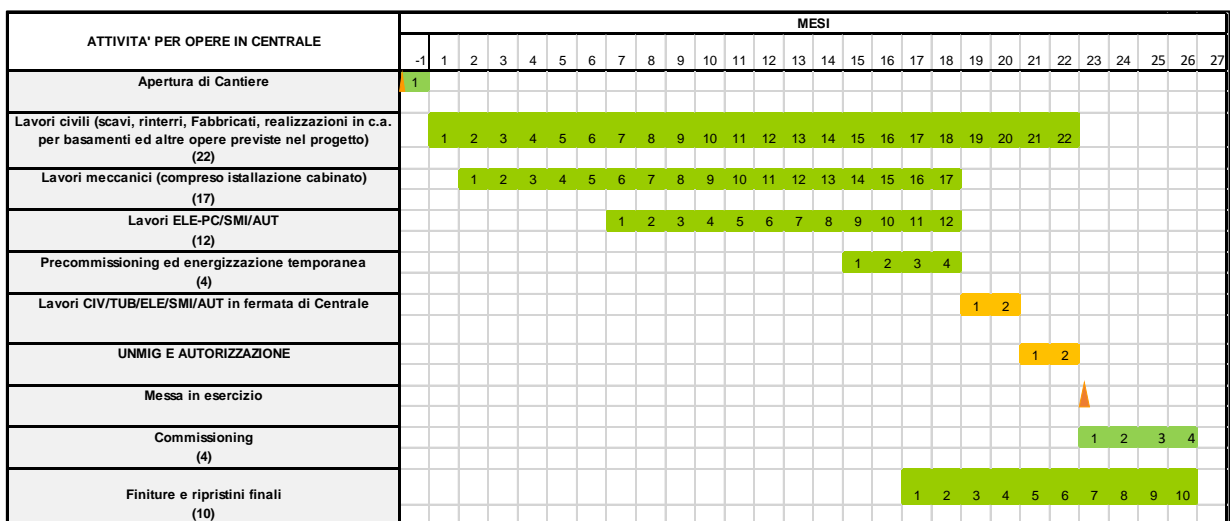 MESI
ATTIVITA' PER OPERE IN CENTRALE
-1 1 2 3 4 5 6 7 8 9 10 11 12 13 14 15 16 17 18 19 20 21 22 23 24 25 26 27
Apertura di Cantiere
1
Lavori civili (scavi, rinterri, Fabbricati, realizzazioni in c.a.
per basamenti ed altre opere previste nel progetto)
(22)
1 2 3 4 5 6 7 8 9 10 11 12 13 14 15 16 17 18 19 20 21 22
Lavori meccanici (compreso istallazione cabinato)
(17)
1 2 3 4 5 6 7 8 9 10 11 12 13 14 15 16 17
Lavori ELE-PC/SMI/AUT
(12)
1 2 3 4 5 6 7 8 9 10 11 12
Precommissioning ed energizzazione temporanea
(4)
1 2 3 4
Lavori CIV/TUB/ELE/SMI/AUT in fermata di Centrale
1 2
UNMIG E AUTORIZZAZIONE
1 2
Messa in esercizio
Commissioning
(4)
1 2 3 4
Finiture e ripristini finali
(10)
1 2 3 4 5 6 7 8 9 10